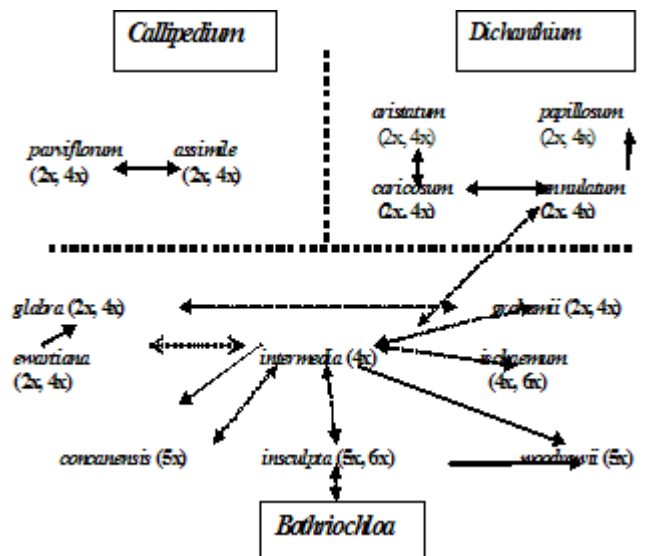 Callipedium
Dichanthium
aristatum
(2x, 4x)
papillosum
(2x, 4x)
parviflorum
(2x, 4x)
assimile
(2x, 4x)
caricosum
(2x. 4x)
annulatum
(2x. 4x)
glabra (2x, 4x)
grahamii (2x, 4x)
ewartiana
(2x, 4x)
intermedia (4x)
ischaemum
(4x, 6x)
concanensis (5x)
insculpta (5x, 6x)
woodrowii (5x)
Bothriochloa